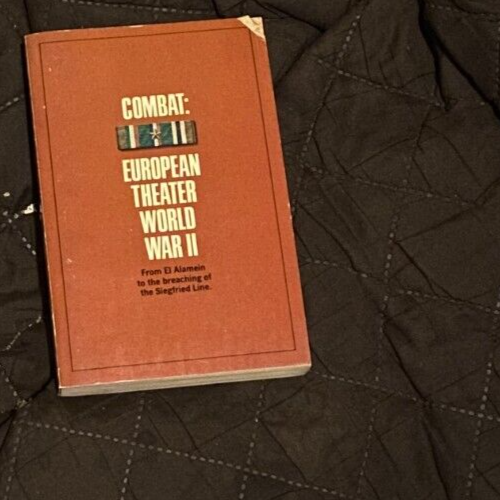 COMBAT:
EUROPEAN
THEATER
WORLD
WAR II
From El Alamein
to the breaching of
the Siegfried Line.